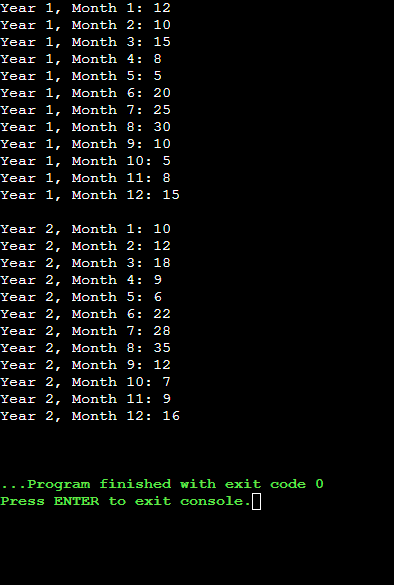 Year 1, Month 1: 12
Year 1, Month 2: 10
Year 1, Month 3: 15
Year 1, Month 4: 8
Year 1, Month 5: 5
Year 1, Month 6: 20
Year 1, Month 7: 25
Year 1, Month 8: 30
Year 1, Month 9: 10
Year 1, Month 10: 5
Year 1, Month 11: 8
Year 1, Month 12: 15
Year 2, Month 1: 10
Year 2, Month 2: 12
Year 2, Month 3: 18
Year 2, Month 4: 9
Year 2, Month 5: 6
Year 2, Month 6: 22
Year 2, Month 7: 28
Year 2, Month 8: 35
Year 2, Month 9: 12
Year 2, Month 10: 7
Year 2, Month 11: 9
Year 2, Month 12: 16
...Program finished with exit code 0
Press ENTER to exit console.